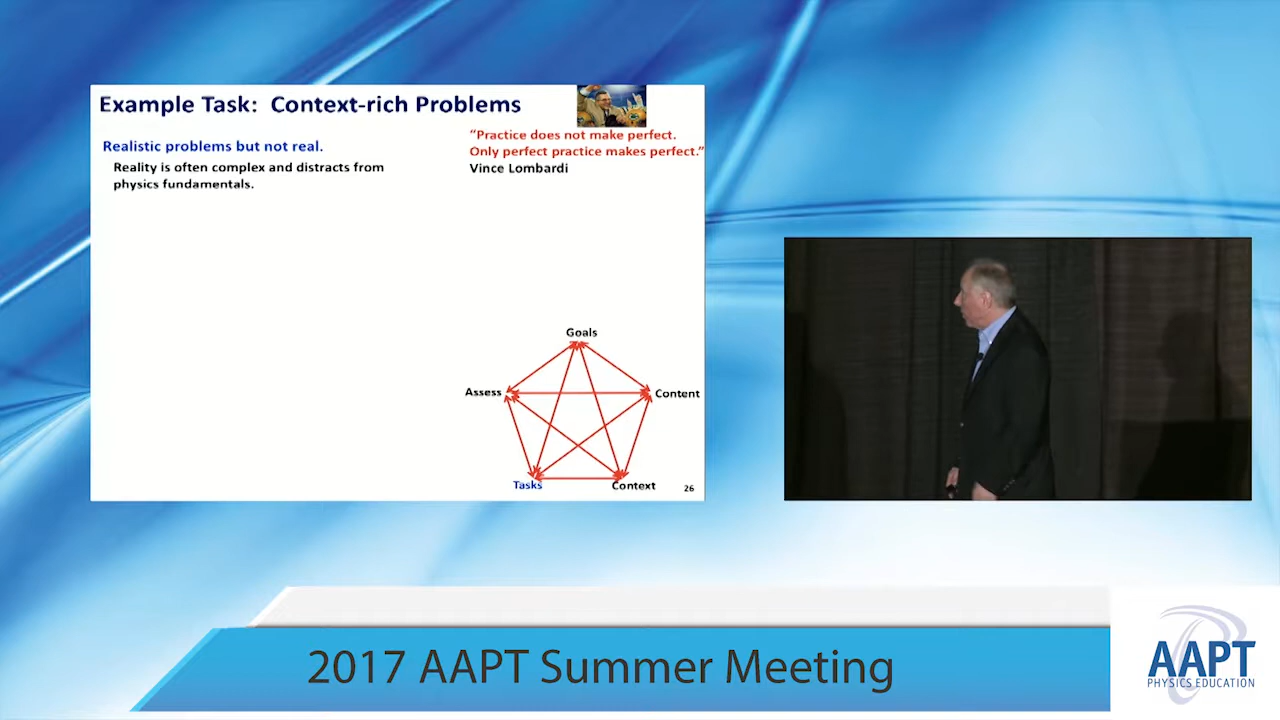 Example Task: Context-rich Problems
Realistic problems but not real.
Reality is often complex and distracts from
physics fundamentals.
“Practice does not make perfect.
Only perfect practice makes perfect.”
Vince Lombardi
Goals
Assess
Content
Tasks
Context
26
2017 AAPT Summer Meeting
AAPT
PHYSICS EDUCATION